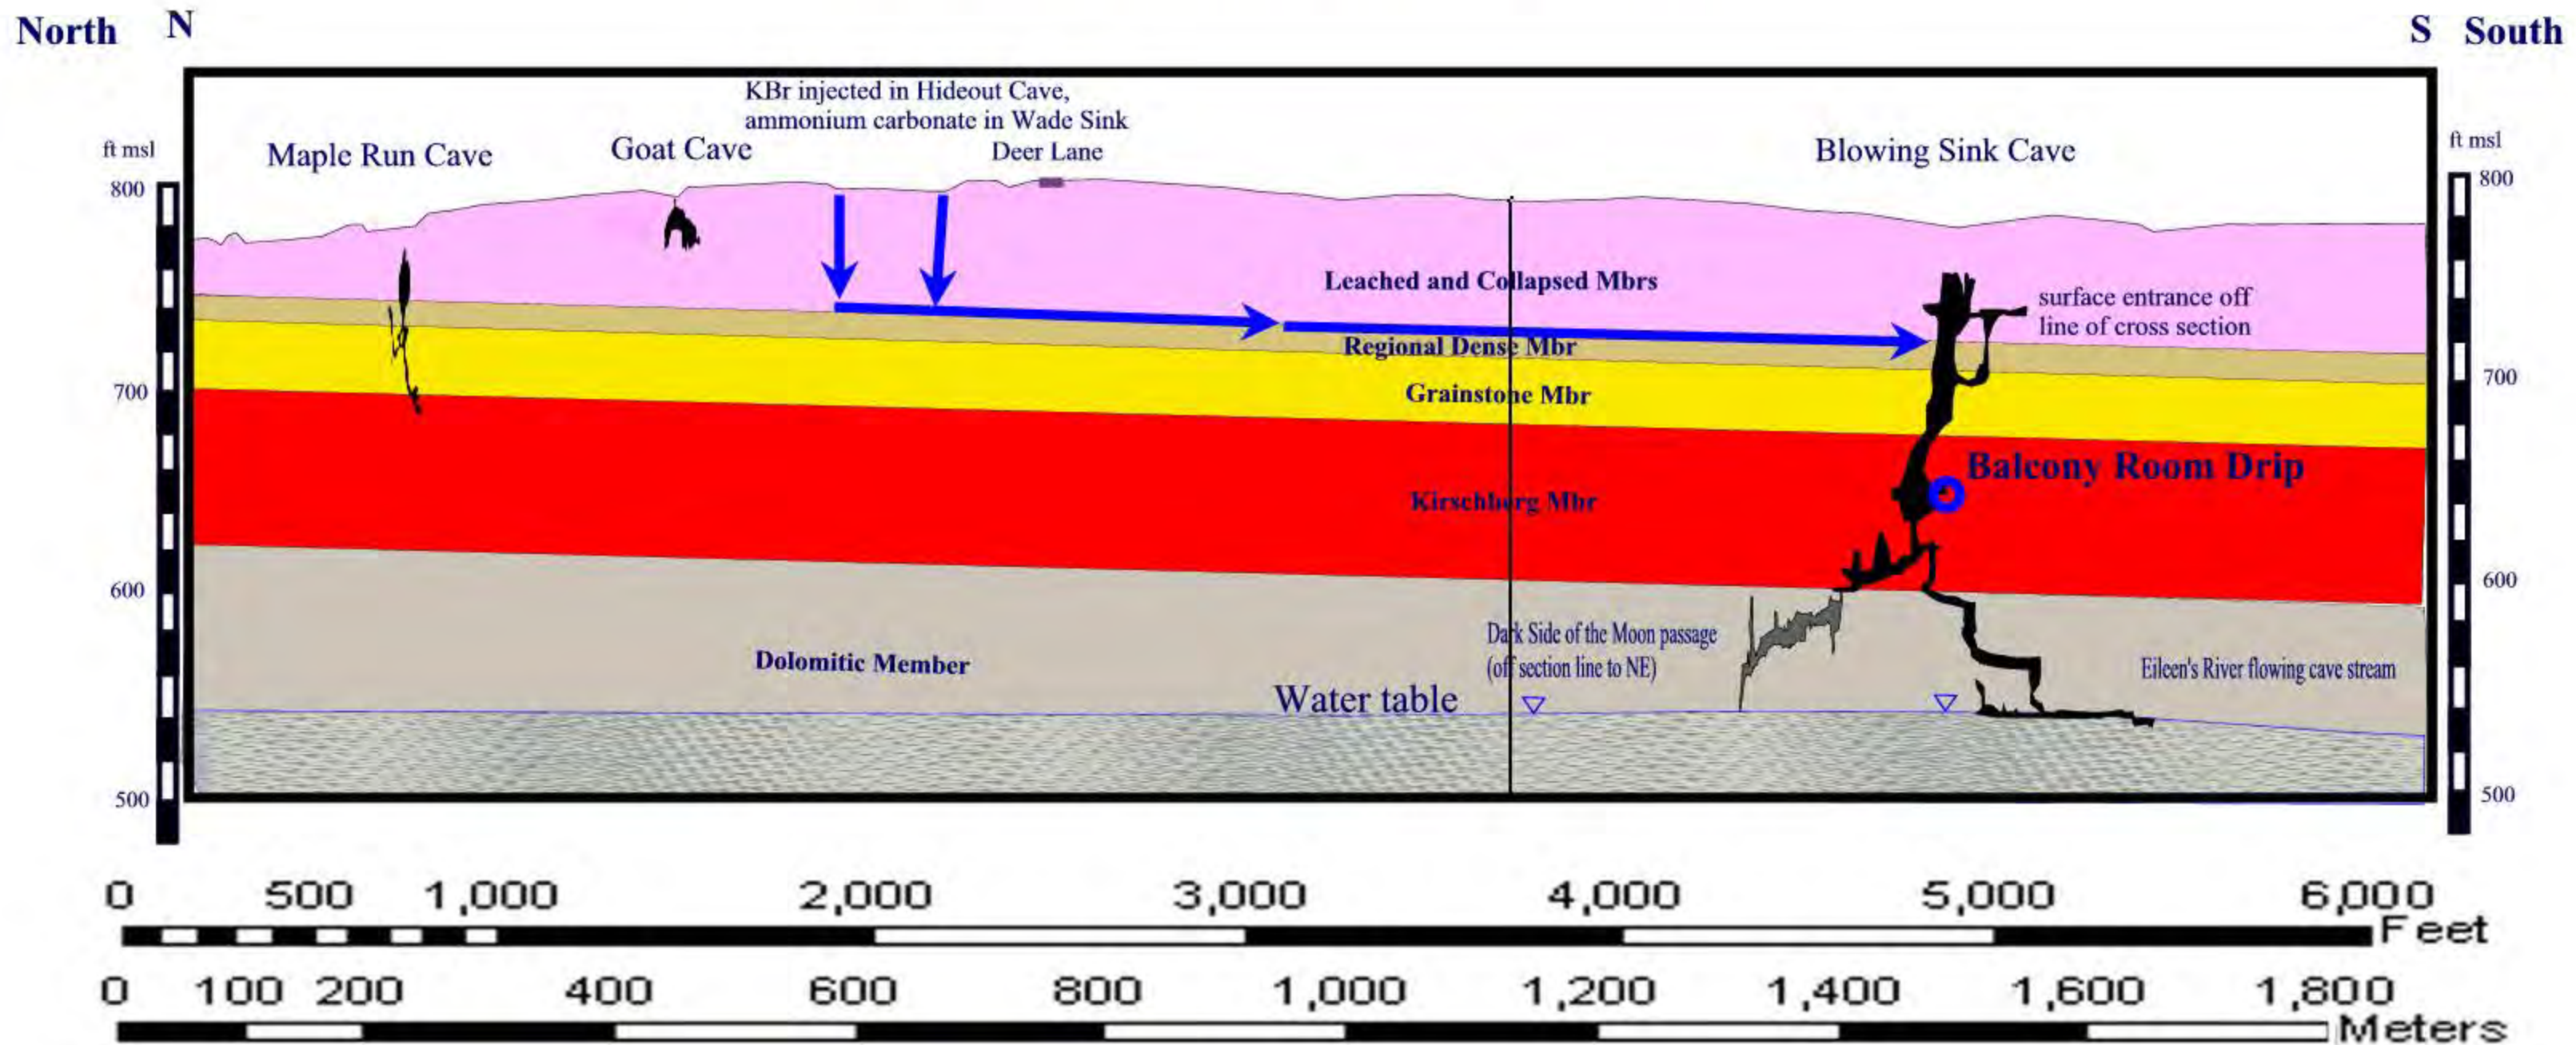 North N S South
KBr injected in Hideout Cave,
ammonium carbonate in Wade Sink
ft msl Maple Run Cave Goat Cave Deer Lane Blowing Sink Cave ft msl
800 800
Leached and Collapsed Mbrs
surface entrance off
line of cross section
Regional Dense Mbr
700 Grainstone Mbr 700
Balcony Room Drip
Kirschberg Mbr
600 600
Dark Side of the Moon passage
(off section line to NE)
Dolomitic Member Eileen's River flowing cave stream
Water table
500 500
0 500 1,000 2,000 3,000 4,000 5,000 6,000
Feet
0 100 200 400 600 800 1,000 1,200 1,400 1,600 1,800
Meters